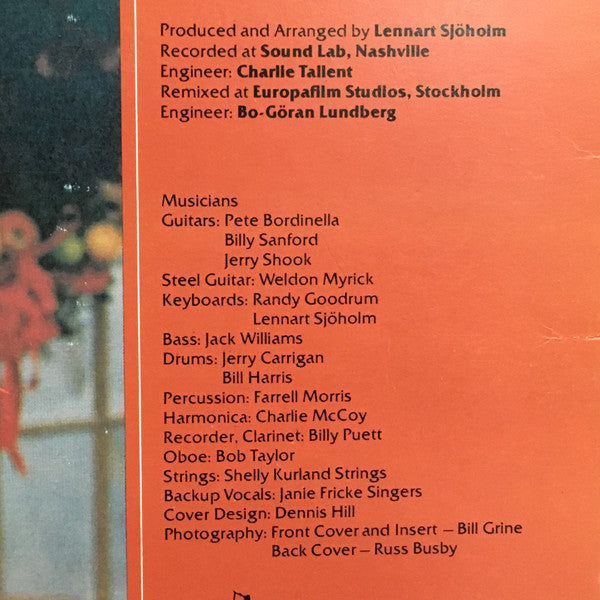 Produced and Arranged by Lennart Sjöholm
Recorded at Sound Lab, Nashville
Engineer: Charlie Tallent
Remixed at Europafilm Studios, Stockholm
Engineer: Bo-Göran Lundberg
Musicians
Guitars: Pete Bordinella
Billy Sanford
Jerry Shook
Steel Guitar: Weldon Myrick
Keyboards: Randy Goodrum
Lennart Sjöholm
Bass: Jack Williams
Drums: Jerry Carrigan
Bill Harris
Percussion: Farrell Morris
Harmonica: Charlie McCoy
Recorder, Clarinet: Billy Puett
Oboe: Bob Taylor
Strings: Shelly Kurland Strings
Backup Vocals: Janie Fricke Singers
Cover Design: Dennis Hill
Photography: Front Cover and Insert – Bill Grine
Back Cover – Russ Busby